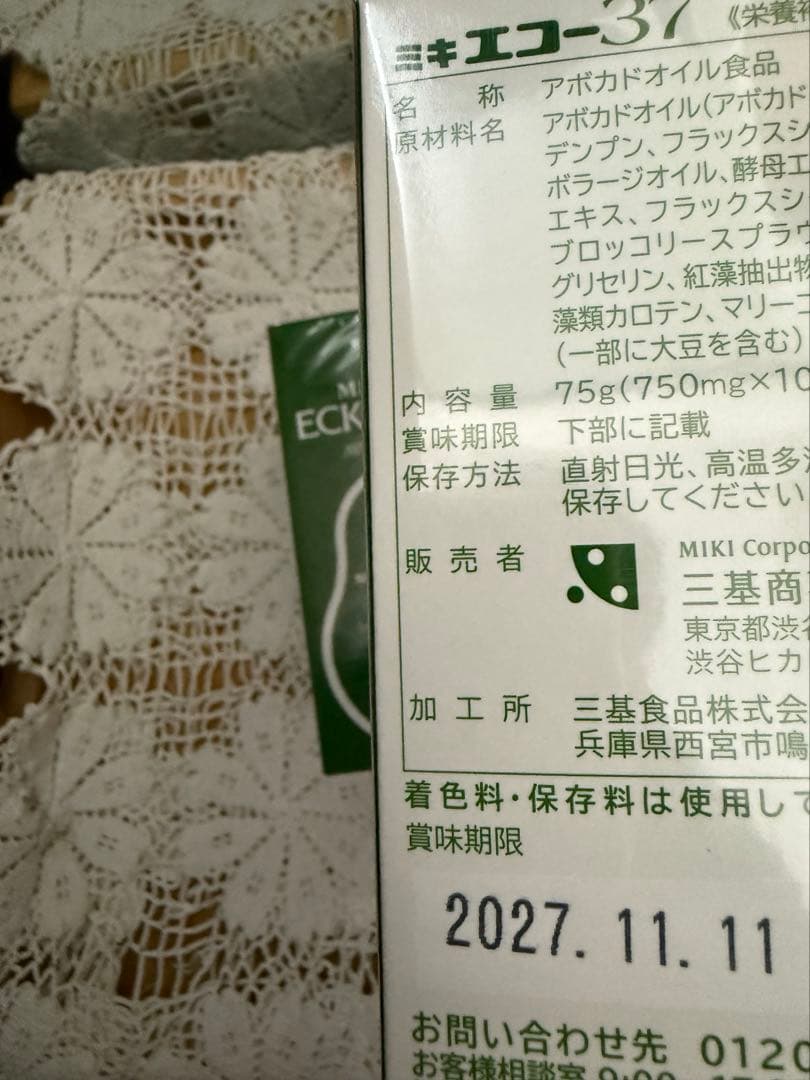 ミキエコー37 《栄養補
名称 アボカドオイル食品
原材料名 アボカドオイル(アボカド
デンプン、フラックスシ
ボラージオイル、酵母エ
エキス、フラックスシ
ブロッコリースプラウ
グリセリン、紅藻抽出物
藻類カロテン、マリーゴ
(一部に大豆を含む)
内容量 75g(750mg×10
賞味期限 下部に記載
保存方法 直射日光、高温多湿
保存してください
販売者 MIKI Corpo
三基商
東京都渋谷
渋谷ヒカ
加工所 三基食品株式会
兵庫県西宮市鳴
着色料・保存料は使用して
賞味期限
2027.11.11
お問い合わせ先 0120
お客様相談室 9:00
ECK